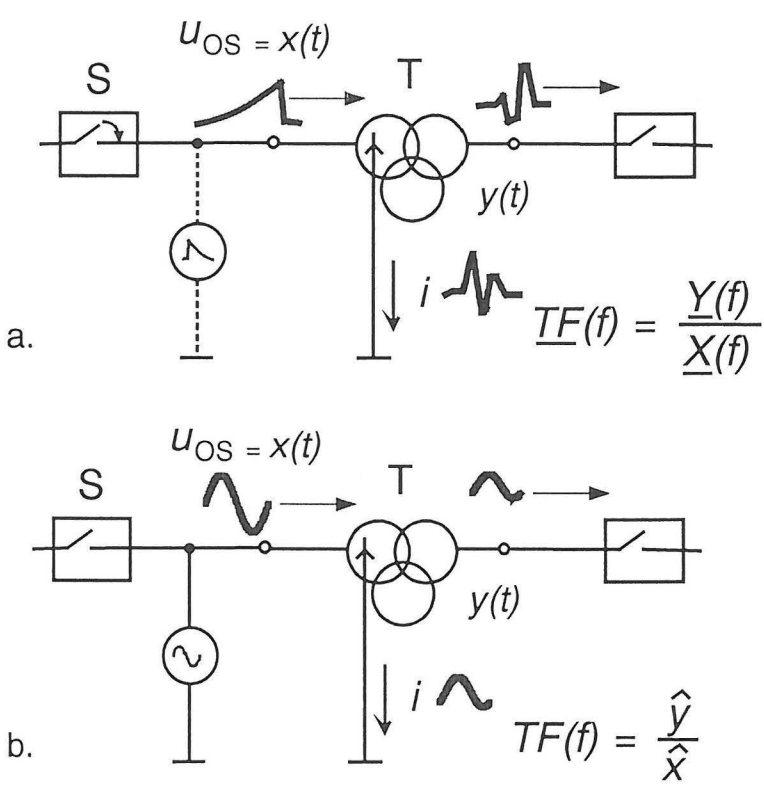 u_OS = x(t)
S
T
y(t)
i
TF(f) = Y(f) / X(f)
a.
u_OS = x(t)
S
T
y(t)
i
TF(f) = ŷ / x̂
b.